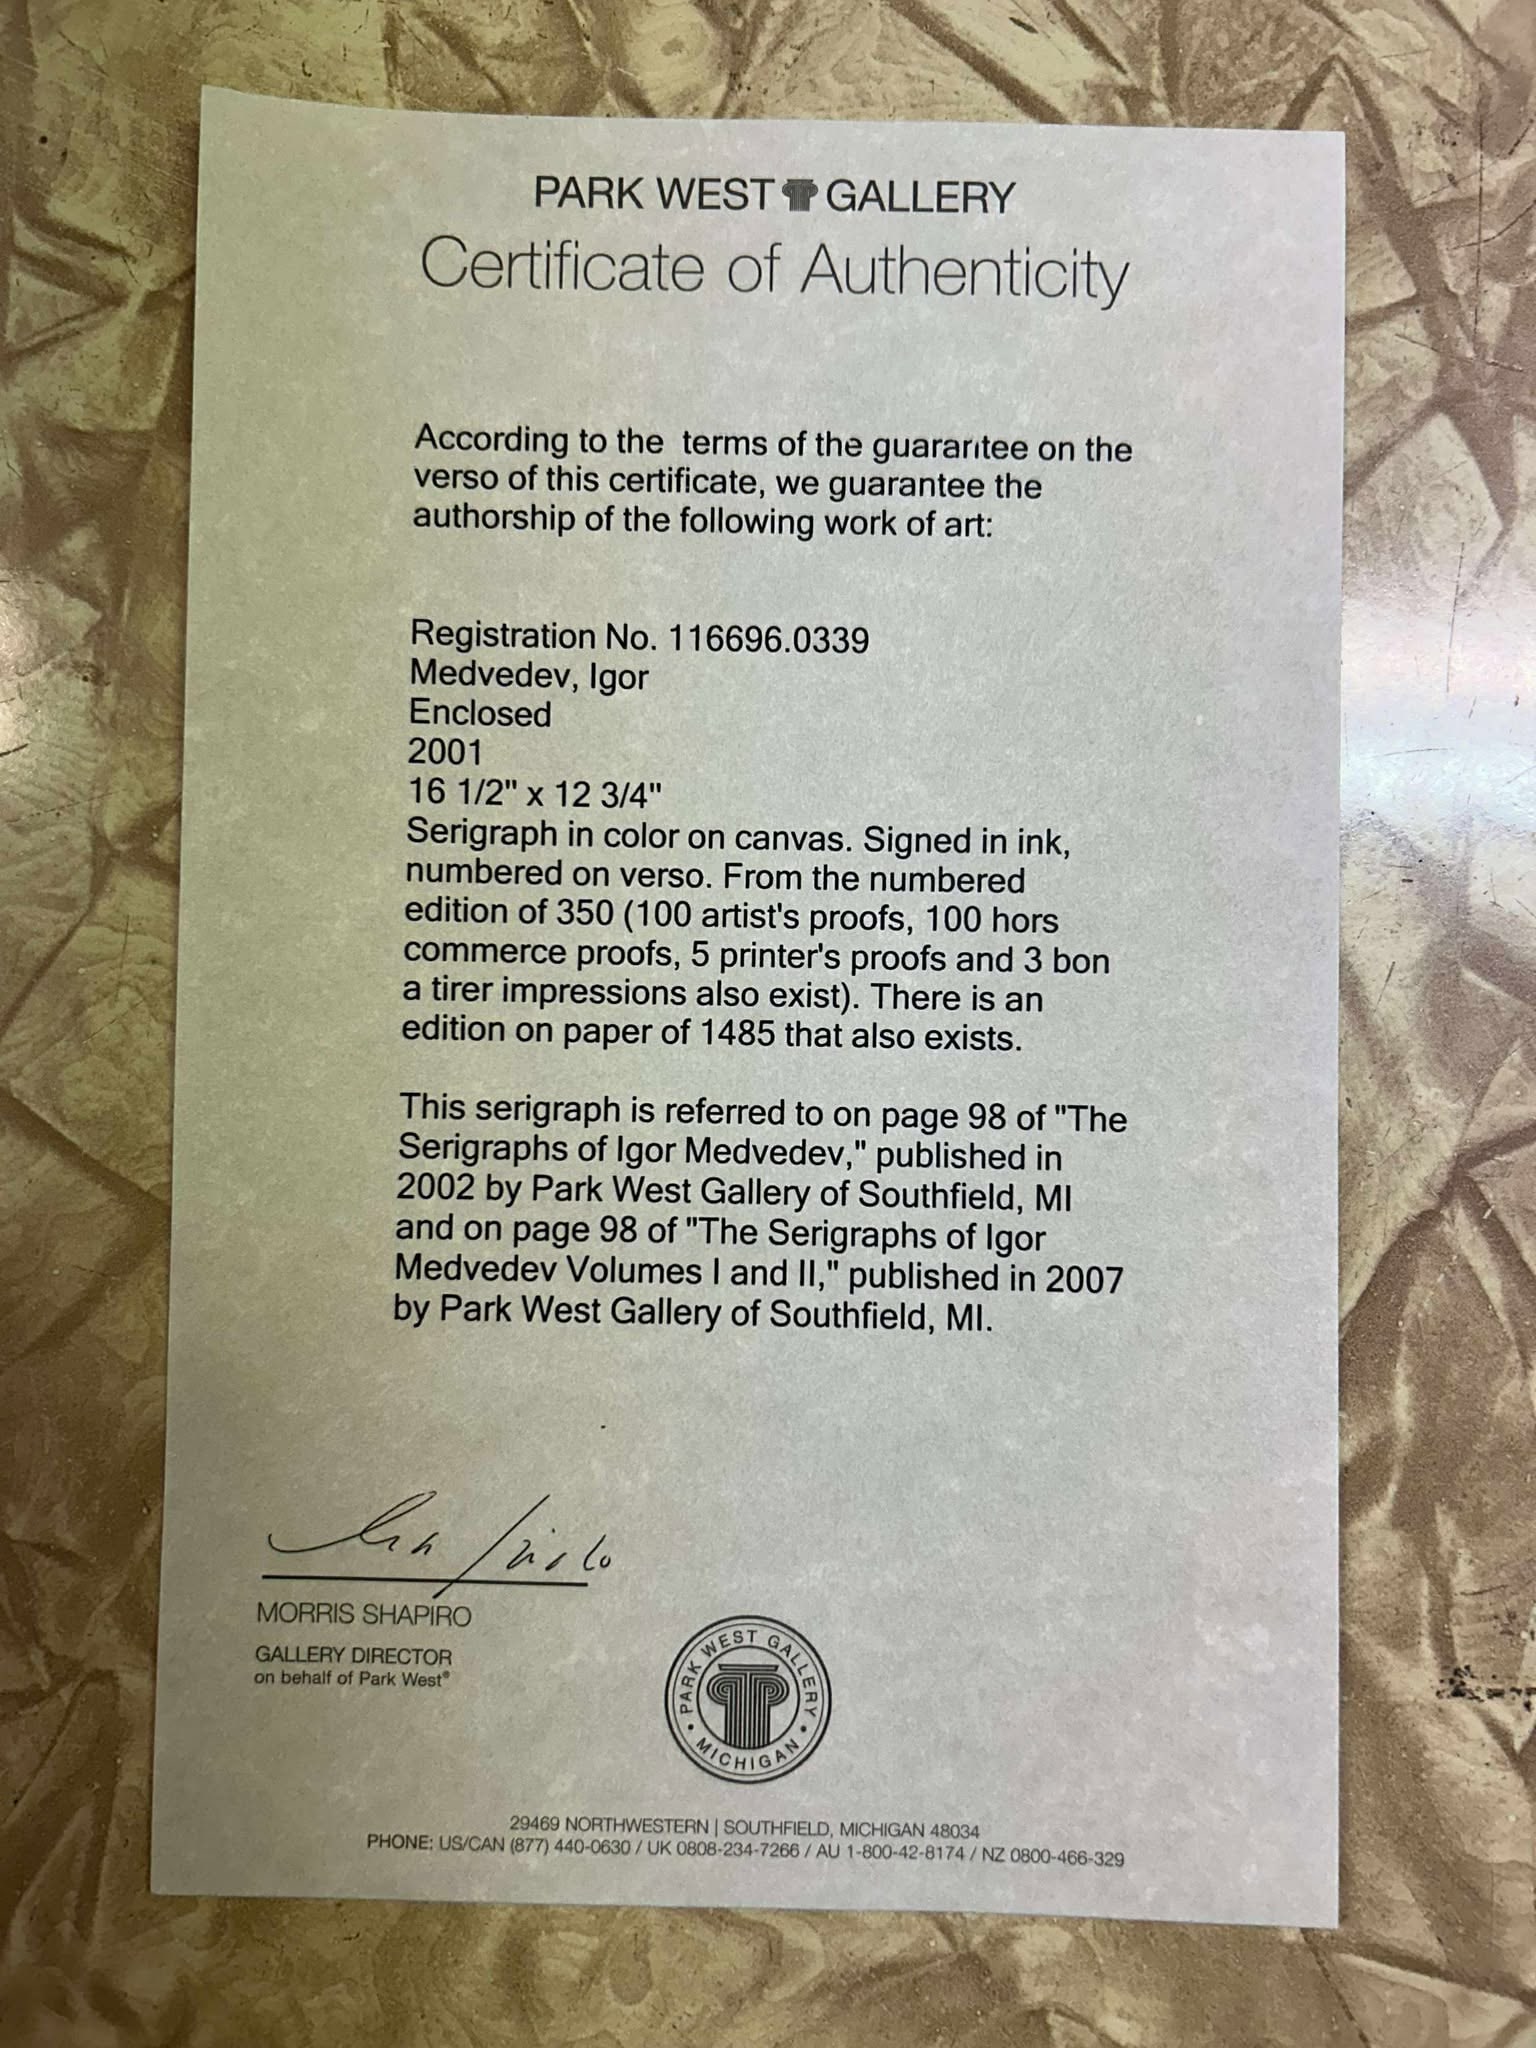 PARK WEST GALLERY
Certificate of Authenticity
According to the terms of the guarantee on the
verso of this certificate, we guarantee the
authorship of the following work of art:
Registration No. 116696.0339
Medvedev, Igor
Enclosed
2001
16 1/2" x 12 3/4"
Serigraph in color on canvas. Signed in ink,
numbered on verso. From the numbered
edition of 350 (100 artist's proofs, 100 hors
commerce proofs, 5 printer's proofs and 3 bon
a tirer impressions also exist). There is an
edition on paper of 1485 that also exists.
This serigraph is referred to on page 98 of "The
Serigraphs of Igor Medvedev," published in
2002 by Park West Gallery of Southfield, MI
and on page 98 of "The Serigraphs of Igor
Medvedev Volumes I and II," published in 2007
by Park West Gallery of Southfield, MI.
MORRIS SHAPIRO
GALLERY DIRECTOR
on behalf of Park West®
PARK WEST GALLERY
• MICHIGAN •
29469 NORTHWESTERN | SOUTHFIELD, MICHIGAN 48034
PHONE: US/CAN (877) 440-0630 / UK 0808-234-7266 / AU 1-800-42-8174 / NZ 0800-466-329